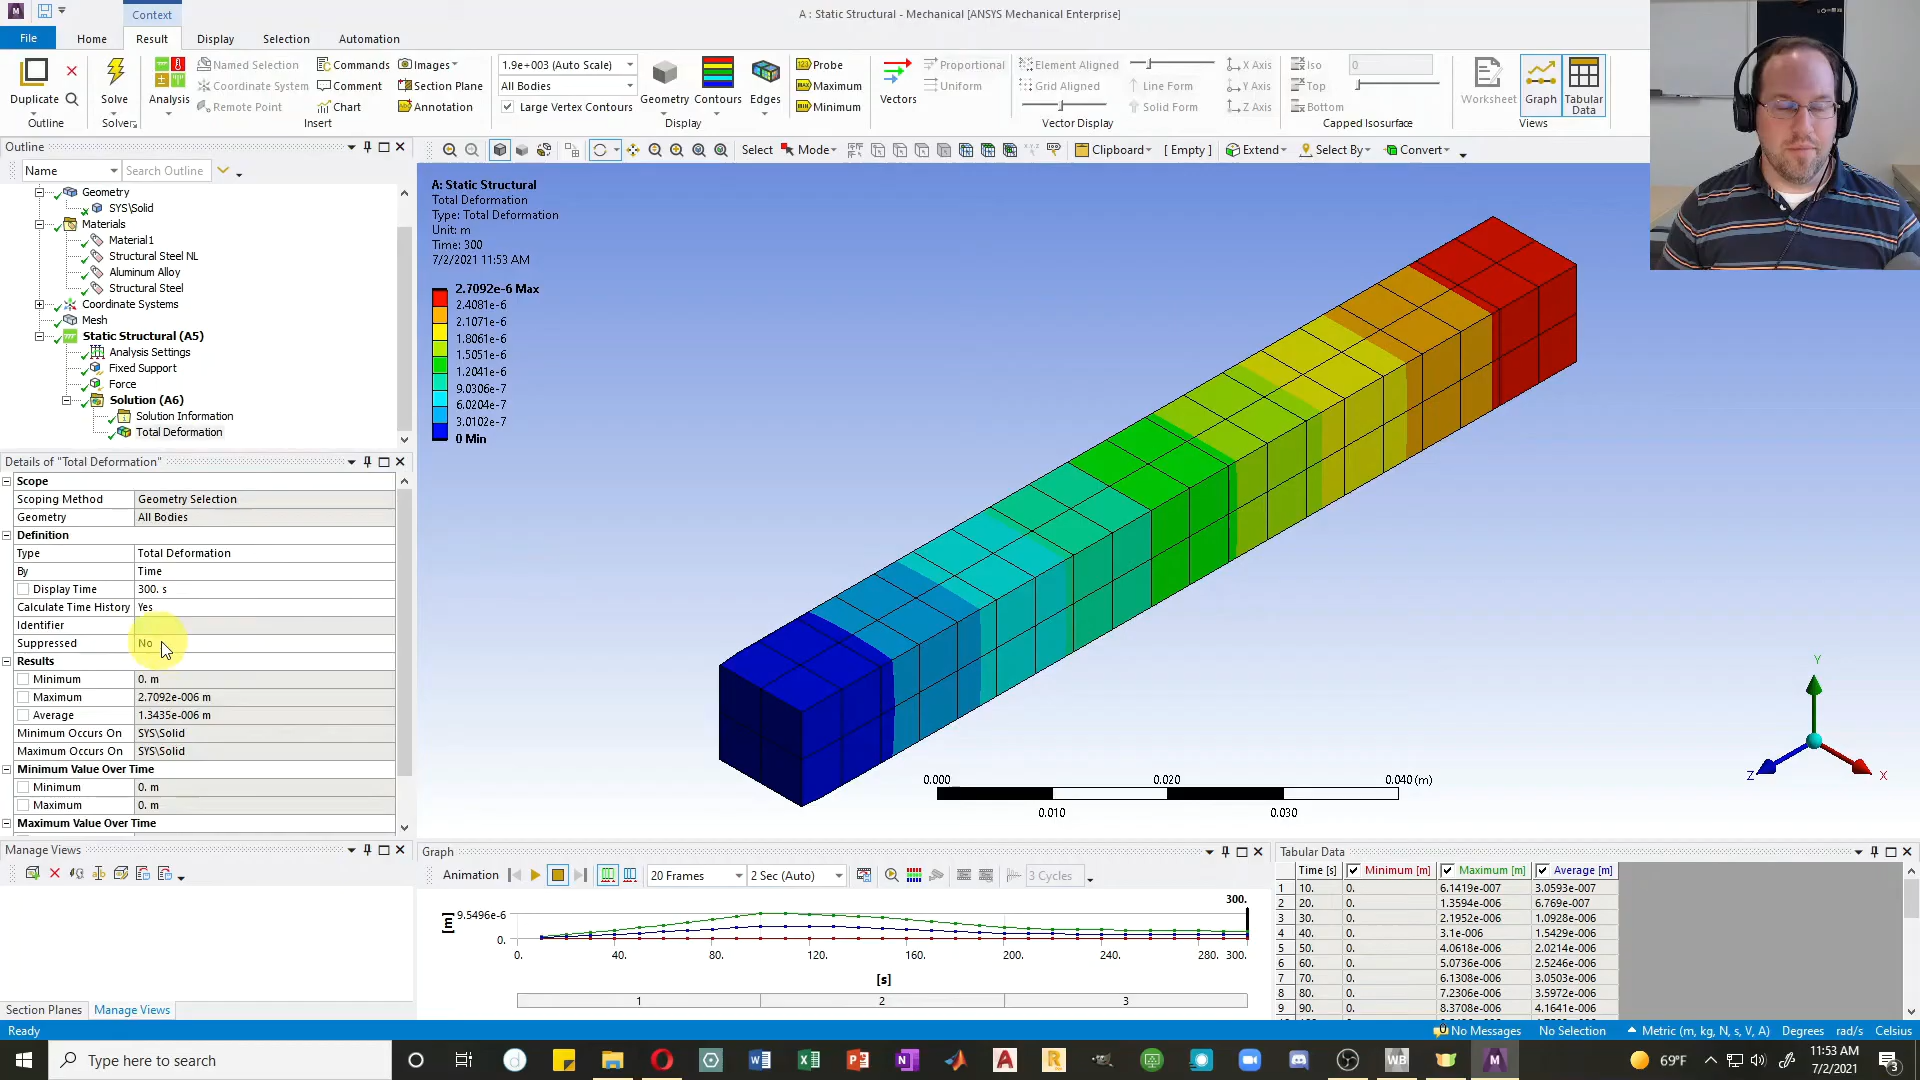 Context
A : Static Structural - Mechanical [ANSYS Mechanical Enterprise]
File Home Result Display Selection Automation
Duplicate
Outline
Solve
Solver
Analysis
Named Selection
Coordinate System
Remote Point
Commands
Comment
Chart
Images
Section Plane
Annotation
Insert
1.9e+003 (Auto Scale)
All Bodies
Large Vertex Contours
Geometry
Contours
Edges
Display
Probe
Maximum
Minimum
Vectors
Proportional
Uniform
Element Aligned
Grid Aligned
Line Form
Solid Form
X Axis
Y Axis
Z Axis
Vector Display
Iso
Top
Bottom
0
Capped Isosurface
Worksheet
Graph
Tabular Data
Views
Outline
Name Search Outline
Select Mode Clipboard [ Empty ] Extend Select By Convert
Geometry
SYS\Solid
Materials
Material1
Structural Steel NL
Aluminum Alloy
Structural Steel
Coordinate Systems
Mesh
Static Structural (A5)
Analysis Settings
Fixed Support
Force
Solution (A6)
Solution Information
Total Deformation
Details of "Total Deformation"
Scope
Scoping Method Geometry Selection
Geometry All Bodies
Definition
Type Total Deformation
By Time
Display Time 300. s
Calculate Time History Yes
Identifier
Suppressed No
Results
Minimum 0. m
Maximum 2.7092e-006 m
Average 1.3435e-006 m
Minimum Occurs On SYS\Solid
Maximum Occurs On SYS\Solid
Minimum Value Over Time
Minimum 0. m
Maximum 0. m
Maximum Value Over Time
Manage Views
Section Planes Manage Views
A: Static Structural
Total Deformation
Type: Total Deformation
Unit: m
Time: 300
7/2/2021 11:53 AM
2.7092e-6 Max
2.4081e-6
2.1071e-6
1.8061e-6
1.5051e-6
1.2041e-6
9.0306e-7
6.0204e-7
3.0102e-7
0 Min
0.000 0.020 0.040 (m)
0.010 0.030
Y
Z
X
Graph
Animation 20 Frames 2 Sec (Auto) 3 Cycles
300.
[m]
9.5496e-6
0.
0. 40. 80. 120. 160. 200. 240. 280. 300.
[s]
1 2 3
Tabular Data
Time [s] Minimum [m] Maximum [m] Average [m]
1 10. 0. 6.1419e-007 3.0593e-007
2 20. 0. 1.3594e-006 6.769e-007
3 30. 0. 2.1952e-006 1.0928e-006
4 40. 0. 3.1e-006 1.5429e-006
5 50. 0. 4.0618e-006 2.0214e-006
6 60. 0. 5.0736e-006 2.5246e-006
7 70. 0. 6.1308e-006 3.0503e-006
8 80. 0. 7.2306e-006 3.5972e-006
9 90. 0. 8.3708e-006 4.1641e-006
Ready
No Messages No Selection Metric (m, kg, N, s, V, A) Degrees rad/s Celsius
Type here to search
69°F
11:53 AM
7/2/2021
3